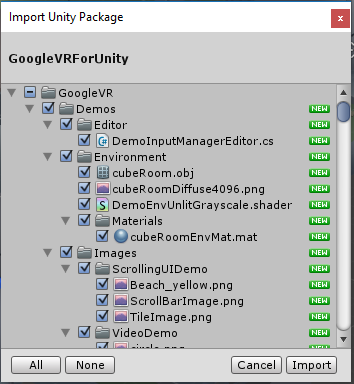 Import Unity Package
x
GoogleVRForUnity
GoogleVR
Demos NEW
Editor NEW
DemoInputManagerEditor.cs NEW
Environment NEW
cubeRoom.obj NEW
cubeRoomDiffuse4096.png NEW
DemoEnvUnlitGrayscale.shader NEW
Materials NEW
cubeRoomEnvMat.mat NEW
Images NEW
ScrollingUIDemo NEW
Beach_yellow.png NEW
ScrollBarImage.png NEW
TileImage.png NEW
VideoDemo NEW
circle.png
All None Cancel Import